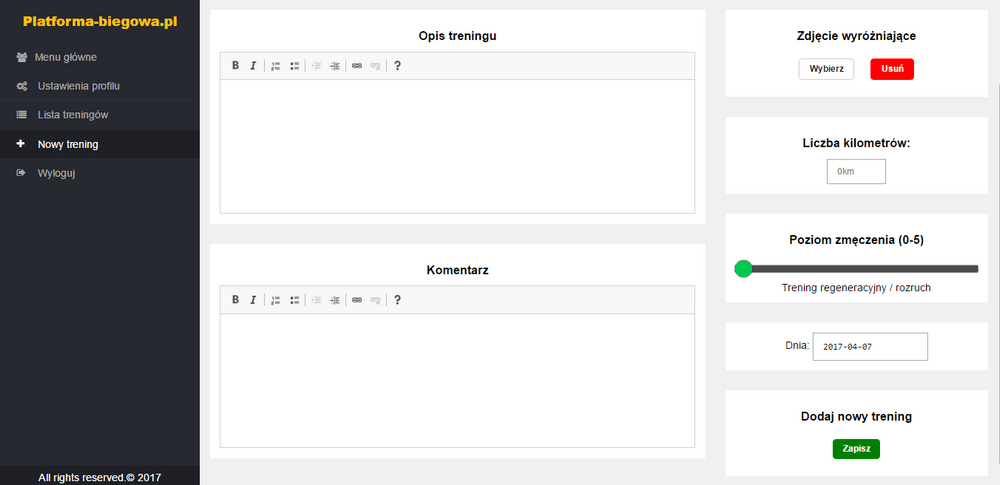 Platforma-biegowa.pl
Menu główne
Ustawienia profilu
Lista treningów
Nowy trening
Wyloguj
All rights reserved.© 2017
Opis treningu
B I ?
Komentarz
B I ?
Zdjęcie wyróżniające
Wybierz Usuń
Liczba kilometrów:
0km
Poziom zmęczenia (0-5)
Trening regeneracyjny / rozruch
Dnia: 2017-04-07
Dodaj nowy trening
Zapisz